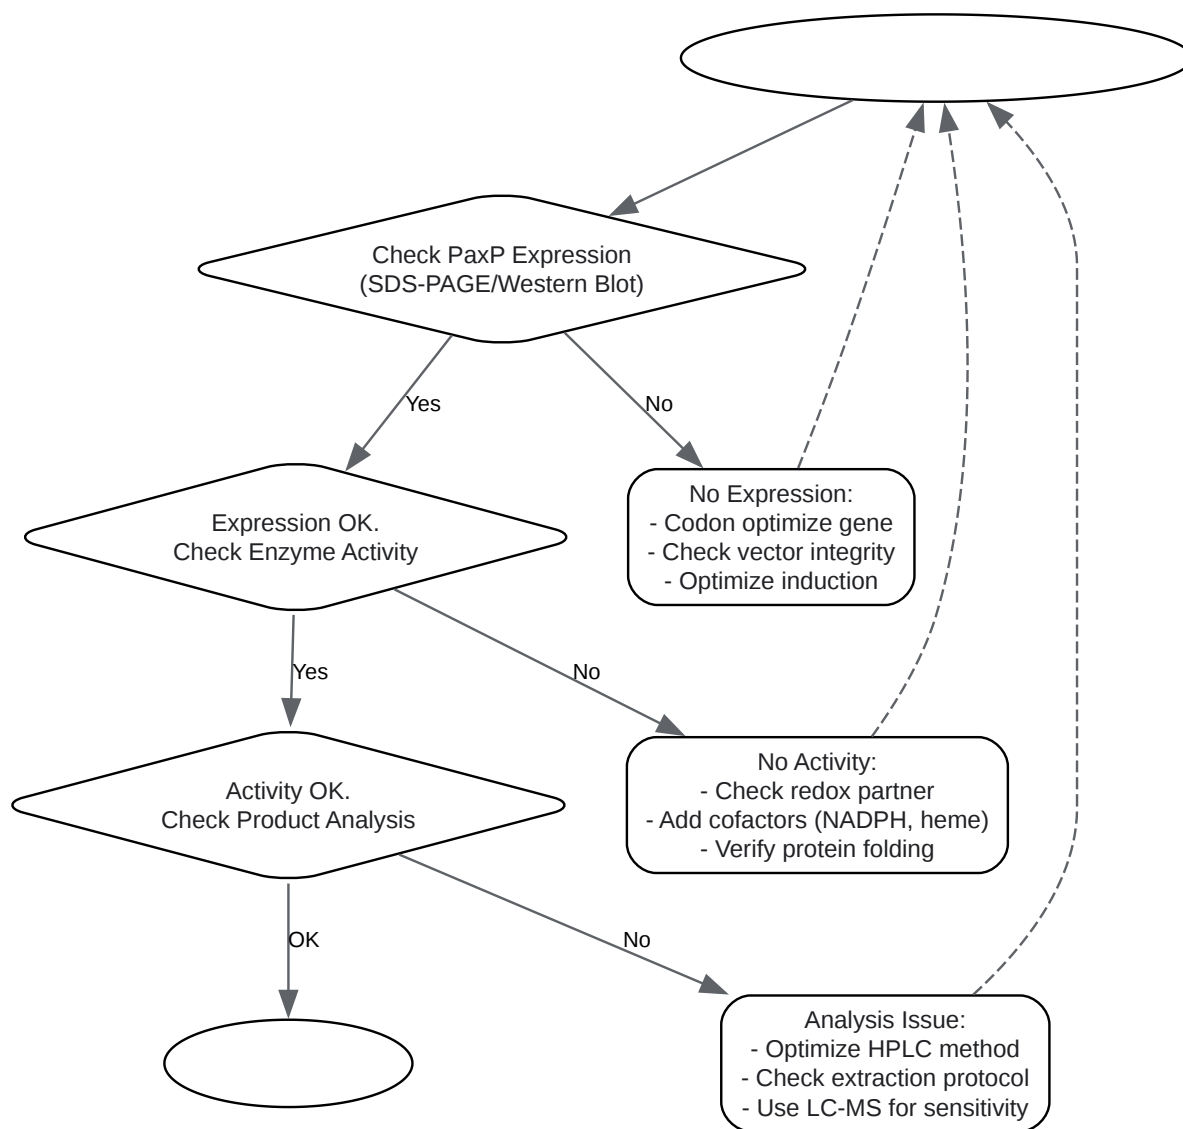 Check PaxP Expression
(SDS-PAGE/Western Blot)
Yes
No
Expression OK.
Check Enzyme Activity
No Expression:
- Codon optimize gene
- Check vector integrity
- Optimize induction
Yes
No
Activity OK.
Check Product Analysis
No Activity:
- Check redox partner
- Add cofactors (NADPH, heme)
- Verify protein folding
OK
No
Analysis Issue:
- Optimize HPLC method
- Check extraction protocol
- Use LC-MS for sensitivity